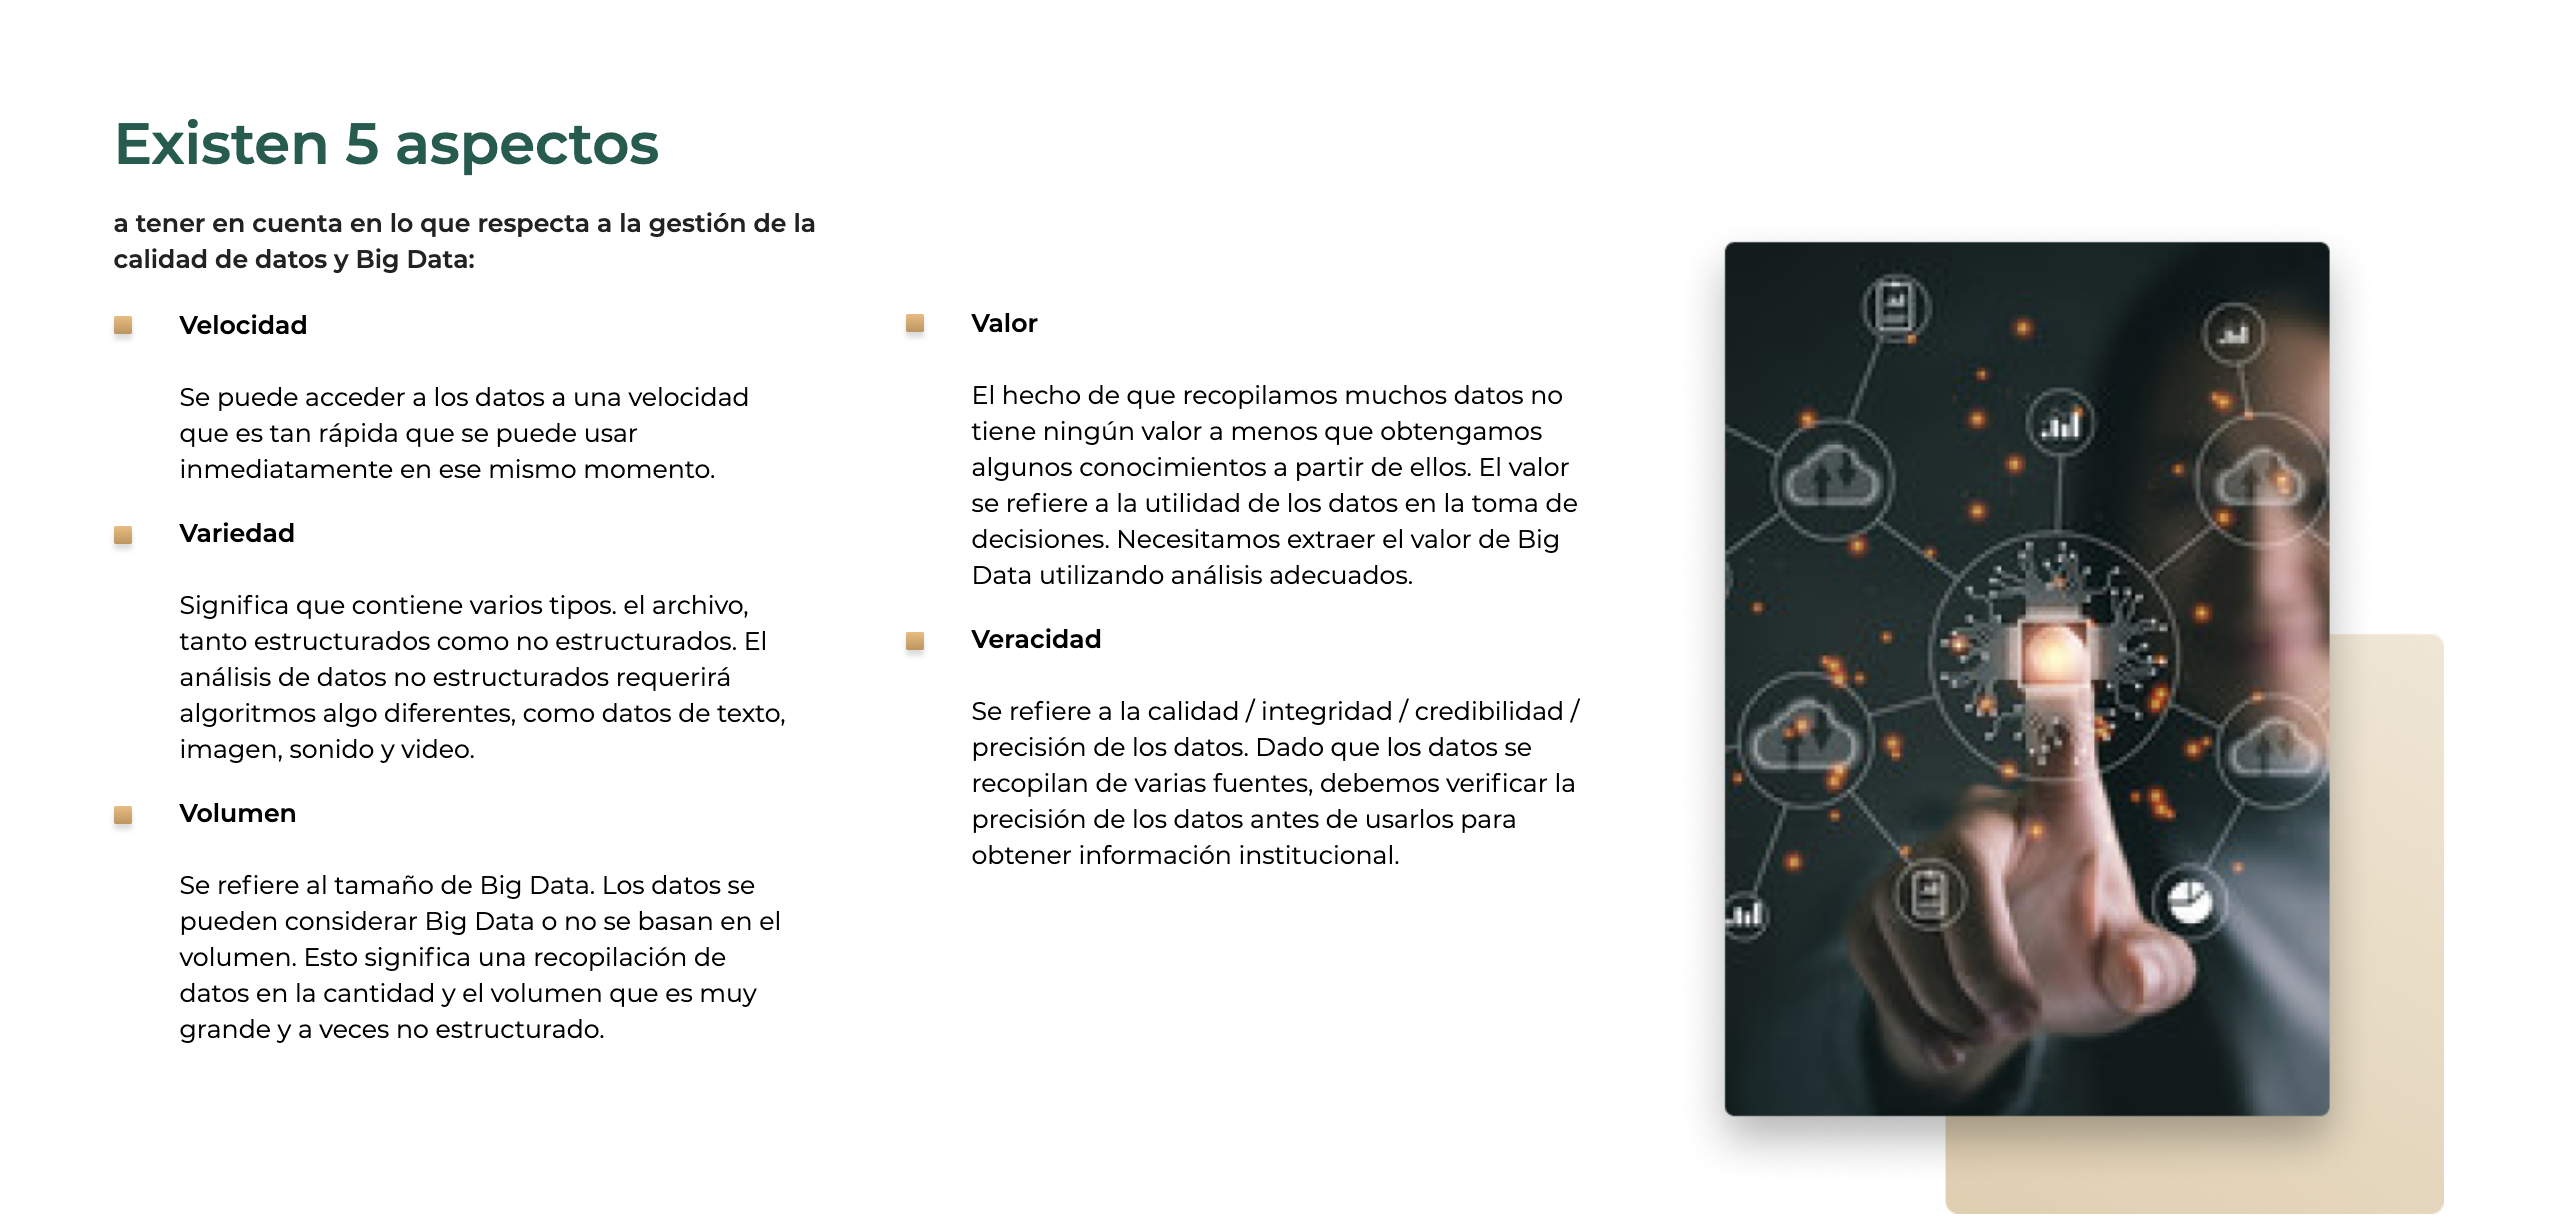 Existen 5 aspectos
a tener en cuenta en lo que respecta a la gestión de la
calidad de datos y Big Data:
Velocidad
Se puede acceder a los datos a una velocidad
que es tan rápida que se puede usar
inmediatamente en ese mismo momento.
Variedad
Significa que contiene varios tipos. el archivo,
tanto estructurados como no estructurados. El
análisis de datos no estructurados requerirá
algoritmos algo diferentes, como datos de texto,
imagen, sonido y video.
Volumen
Se refiere al tamaño de Big Data. Los datos se
pueden considerar Big Data o no se basan en el
volumen. Esto significa una recopilación de
datos en la cantidad y el volumen que es muy
grande y a veces no estructurado.
Valor
El hecho de que recopilamos muchos datos no
tiene ningún valor a menos que obtengamos
algunos conocimientos a partir de ellos. El valor
se refiere a la utilidad de los datos en la toma de
decisiones. Necesitamos extraer el valor de Big
Data utilizando análisis adecuados.
Veracidad
Se refiere a la calidad / integridad / credibilidad /
precisión de los datos. Dado que los datos se
recopilan de varias fuentes, debemos verificar la
precisión de los datos antes de usarlos para
obtener información institucional.